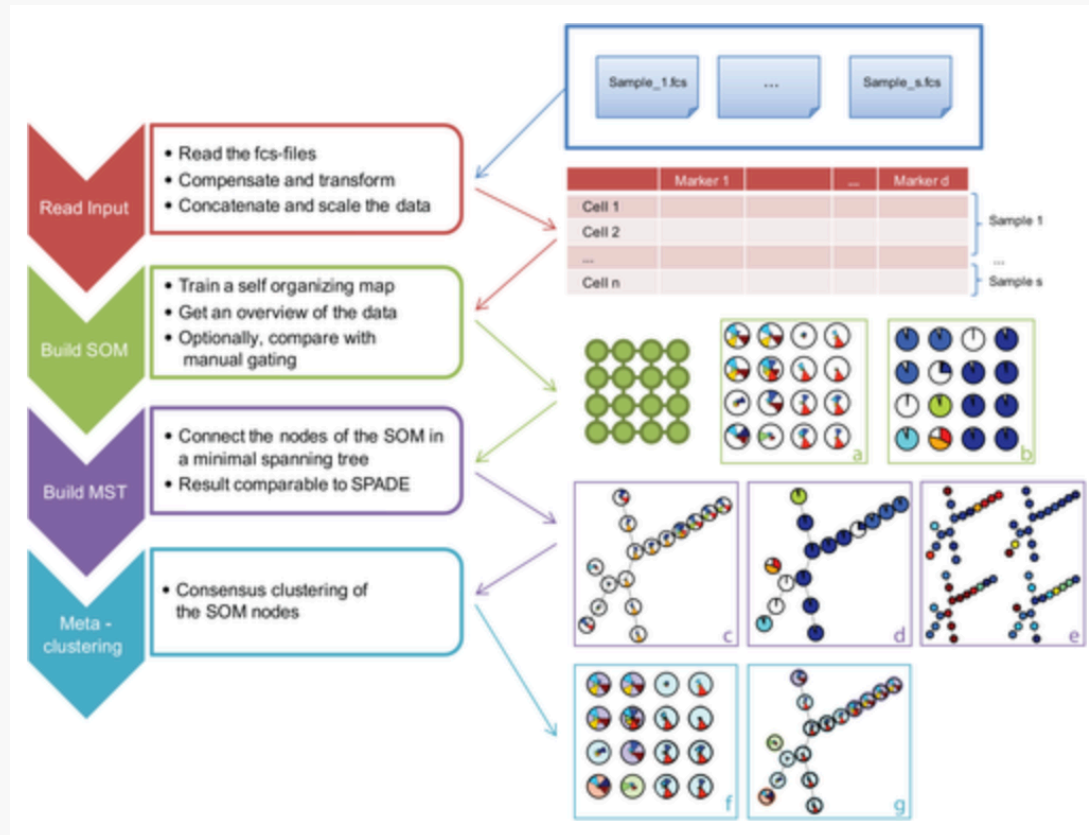 Sample_1.fcs
...
Sample_s.fcs
Read Input
• Read the fcs-files
• Compensate and transform
• Concatenate and scale the data
Marker 1
...
Marker d
Cell 1
Cell 2
...
Cell n
Sample 1
...
Sample s
Build SOM
• Train a self organizing map
• Get an overview of the data
• Optionally, compare with
manual gating
a
b
Build MST
• Connect the nodes of the SOM in
a minimal spanning tree
• Result comparable to SPADE
c
d
e
Meta -
clustering
• Consensus clustering of
the SOM nodes
f
g